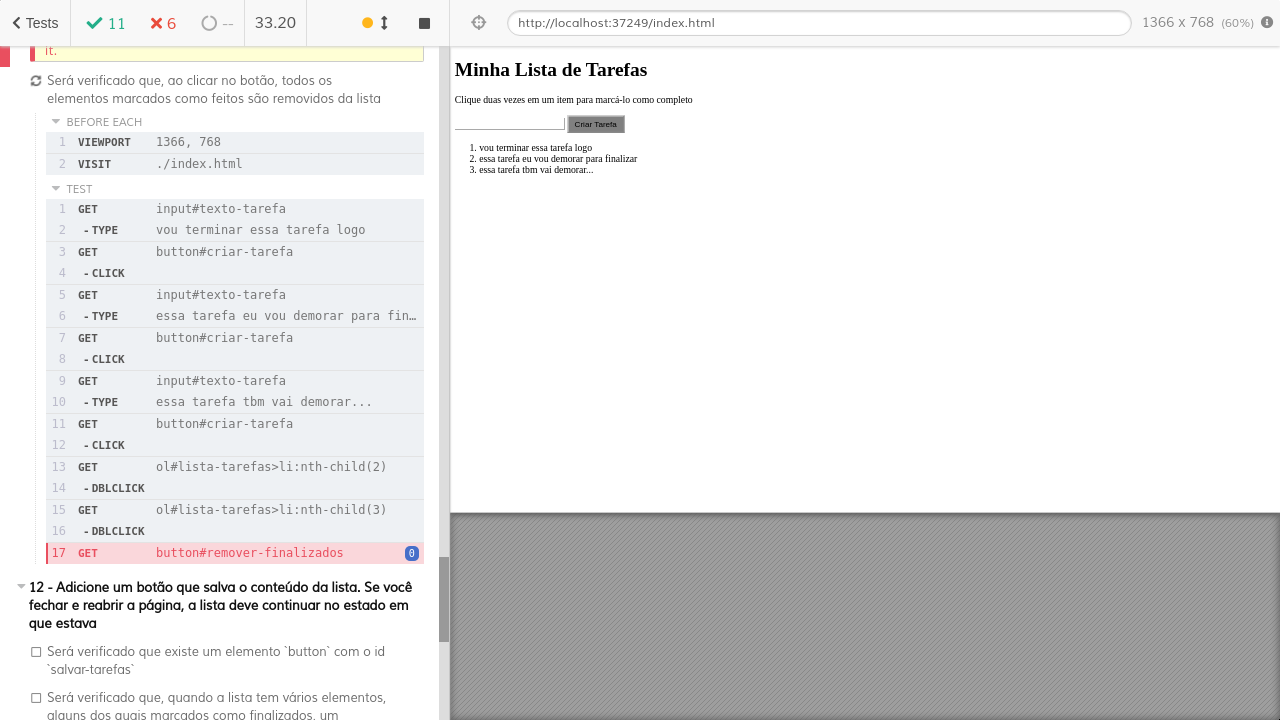 Tests
11
6
--
33.20
http://localhost:37249/index.html
1366 x 768 (60%)
it.
Será verificado que, ao clicar no botão, todos os
elementos marcados como feitos são removidos da lista
BEFORE EACH
1 VIEWPORT 1366, 768
2 VISIT ./index.html
TEST
1 GET input#texto-tarefa
2 -TYPE vou terminar essa tarefa logo
3 GET button#criar-tarefa
4 -CLICK
5 GET input#texto-tarefa
6 -TYPE essa tarefa eu vou demorar para fin…
7 GET button#criar-tarefa
8 -CLICK
9 GET input#texto-tarefa
10 -TYPE essa tarefa tbm vai demorar...
11 GET button#criar-tarefa
12 -CLICK
13 GET ol#lista-tarefas>li:nth-child(2)
14 -DBLCLICK
15 GET ol#lista-tarefas>li:nth-child(3)
16 -DBLCLICK
17 GET button#remover-finalizados 0
12 - Adicione um botão que salva o conteúdo da lista. Se você
fechar e reabrir a página, a lista deve continuar no estado em
que estava
Será verificado que existe um elemento `button` com o id
`salvar-tarefas`
Será verificado que, quando a lista tem vários elementos,
alguns dos quais marcados como finalizados, um
Minha Lista de Tarefas
Clique duas vezes em um item para marcá-lo como completo
Criar Tarefa
1. vou terminar essa tarefa logo
2. essa tarefa eu vou demorar para finalizar
3. essa tarefa tbm vai demorar...